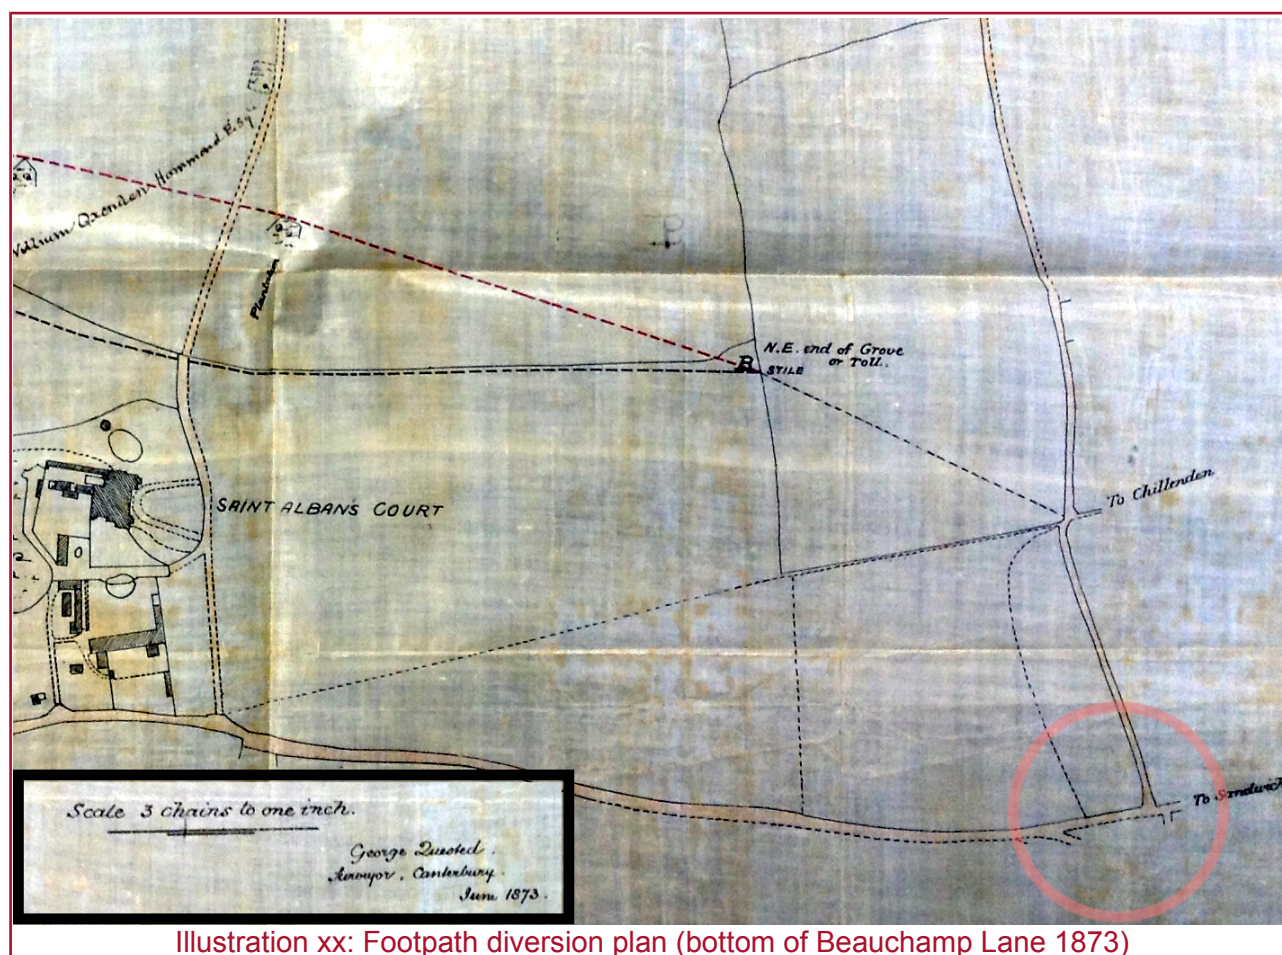 William Oxenden Hammond Esq.
Plantation
N.E. end of Grove
or Toll.
B
STILE
To Chillenden
SAINT ALBAN'S COURT
To Sandwich
Scale 3 chains to one inch.
George Quested.
Surveyor, Canterbury.
June 1873.
Illustration xx: Footpath diversion plan (bottom of Beauchamp Lane 1873)